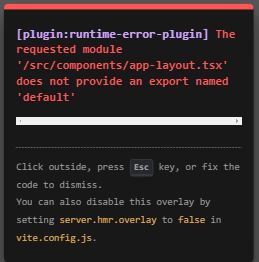 [plugin:runtime-error-plugin] The
requested module
'/src/components/app-layout.tsx'
does not provide an export named
'default'
Click outside, press Esc key, or fix the
code to dismiss.
You can also disable this overlay by
setting server.hmr.overlay to false in
vite.config.js.